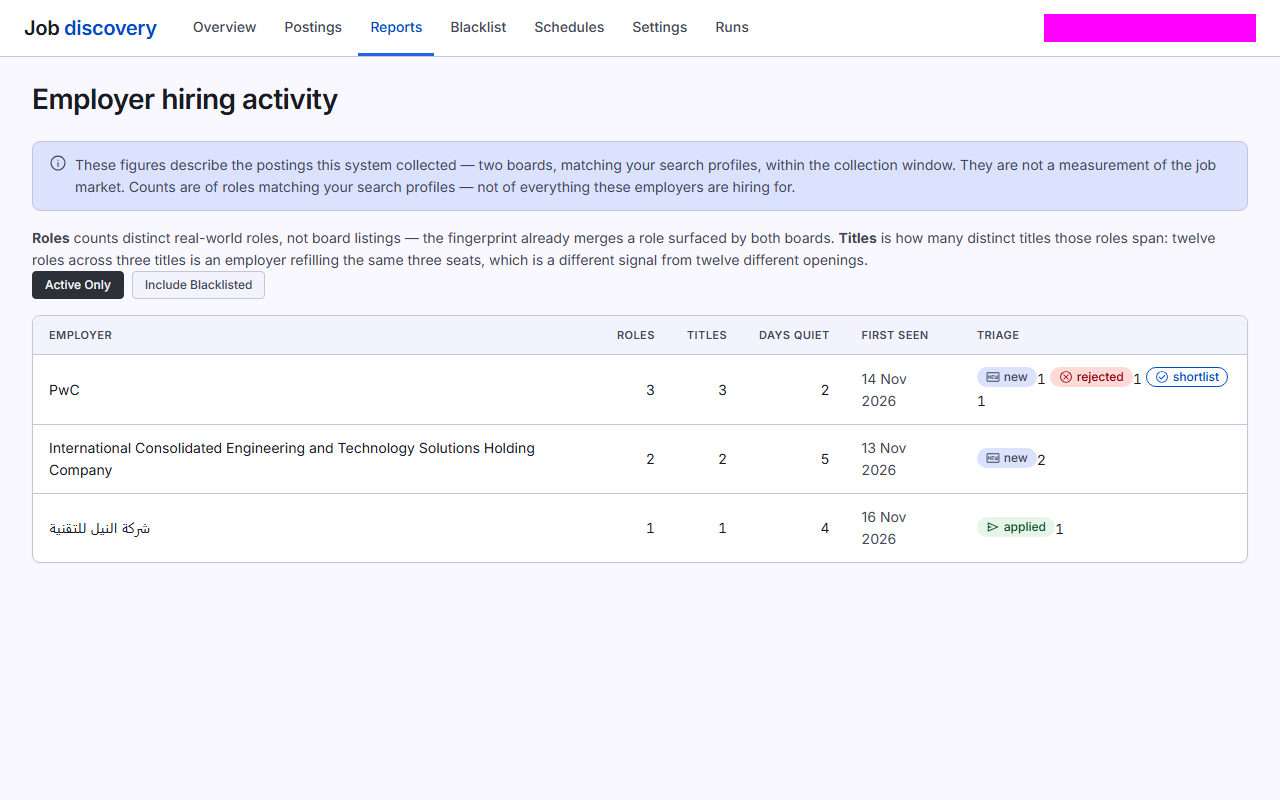 Job discovery Overview Postings Reports Blacklist Schedules Settings Runs
Employer hiring activity
These figures describe the postings this system collected — two boards, matching your search profiles, within the collection window. They are not a measurement of the job
market. Counts are of roles matching your search profiles — not of everything these employers are hiring for.
Roles counts distinct real-world roles, not board listings — the fingerprint already merges a role surfaced by both boards. Titles is how many distinct titles those roles span: twelve
roles across three titles is an employer refilling the same three seats, which is a different signal from twelve different openings.
Active Only Include Blacklisted
EMPLOYER ROLES TITLES DAYS QUIET FIRST SEEN TRIAGE
PwC 3 3 2 14 Nov 2026 new 1 rejected 1 shortlist 1
International Consolidated Engineering and Technology Solutions Holding
Company 2 2 5 13 Nov 2026 new 2
شركة النيل للتقنية 1 1 4 16 Nov 2026 applied 1